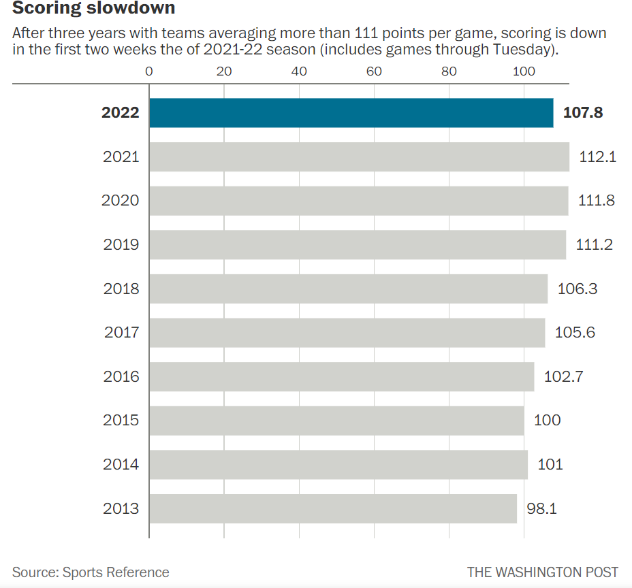 Scoring slowdown
After three years with teams averaging more than 111 points per game, scoring is down
in the first two weeks the of 2021-22 season (includes games through Tuesday).
0 20 40 60 80 100
2022 107.8
2021 112.1
2020 111.8
2019 111.2
2018 106.3
2017 105.6
2016 102.7
2015 100
2014 101
2013 98.1
Source: Sports Reference THE WASHINGTON POST